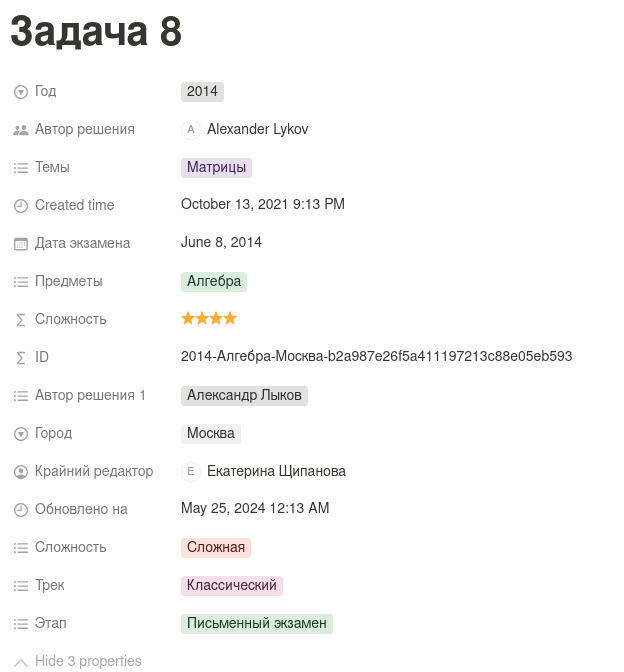 Задача 8
Год 2014
Автор решения A Alexander Lykov
Темы Матрицы
Created time October 13, 2021 9:13 PM
Дата экзамена June 8, 2014
Предметы Алгебра
Сложность ⭐⭐⭐⭐
ID 2014-Алгебра-Москва-b2a987e26f5a411197213c88e05eb593
Автор решения 1 Александр Лыков
Город Москва
Крайний редактор E Екатерина Щипанова
Обновлено на May 25, 2024 12:13 AM
Сложность Сложная
Трек Классический
Этап Письменный экзамен
Hide 3 properties